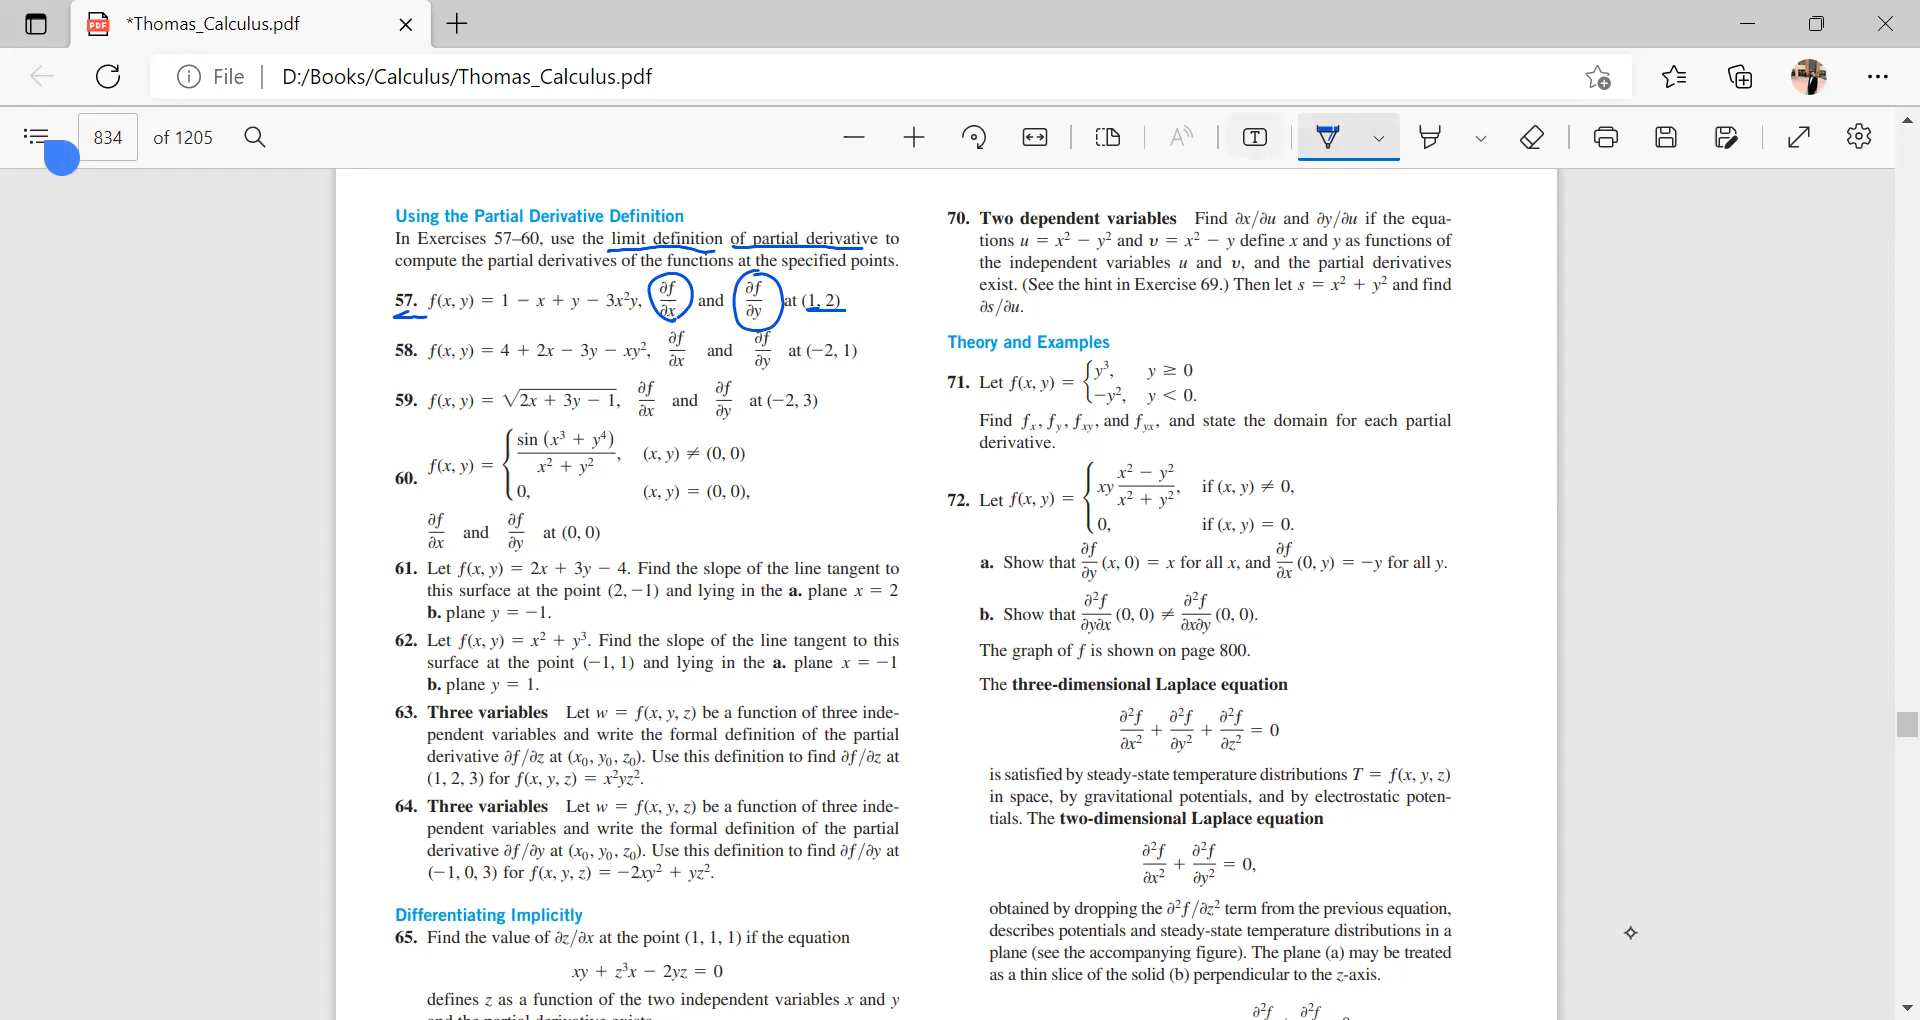 *Thomas_Calculus.pdf
File | D:/Books/Calculus/Thomas_Calculus.pdf
834 of 1205
Using the Partial Derivative Definition
In Exercises 57–60, use the limit definition of partial derivative to
compute the partial derivatives of the functions at the specified points.
57. f(x, y) = 1 − x + y − 3x²y, ∂f/∂x and ∂f/∂y at (1, 2)
58. f(x, y) = 4 + 2x − 3y − xy², ∂f/∂x and ∂f/∂y at (−2, 1)
59. f(x, y) = √(2x + 3y − 1), ∂f/∂x and ∂f/∂y at (−2, 3)
60. f(x, y) = { sin (x³ + y⁴)/(x² + y²), (x, y) ≠ (0, 0)
0, (x, y) = (0, 0),
∂f/∂x and ∂f/∂y at (0, 0)
61. Let f(x, y) = 2x + 3y − 4. Find the slope of the line tangent to
this surface at the point (2, −1) and lying in the a. plane x = 2
b. plane y = −1.
62. Let f(x, y) = x² + y³. Find the slope of the line tangent to this
surface at the point (−1, 1) and lying in the a. plane x = −1
b. plane y = 1.
63. Three variables Let w = f(x, y, z) be a function of three inde-
pendent variables and write the formal definition of the partial
derivative ∂f/∂z at (x₀, y₀, z₀). Use this definition to find ∂f/∂z at
(1, 2, 3) for f(x, y, z) = x²yz².
64. Three variables Let w = f(x, y, z) be a function of three inde-
pendent variables and write the formal definition of the partial
derivative ∂f/∂y at (x₀, y₀, z₀). Use this definition to find ∂f/∂y at
(−1, 0, 3) for f(x, y, z) = −2xy² + yz².
Differentiating Implicitly
65. Find the value of ∂z/∂x at the point (1, 1, 1) if the equation
xy + z³x − 2yz = 0
defines z as a function of the two independent variables x and y
70. Two dependent variables Find ∂x/∂u and ∂y/∂u if the equa-
tions u = x² − y² and v = x² − y define x and y as functions of
the independent variables u and v, and the partial derivatives
exist. (See the hint in Exercise 69.) Then let s = x² + y² and find
∂s/∂u.
Theory and Examples
71. Let f(x, y) = { y³, y ≥ 0
−y², y < 0.
Find fₓ, f_y, f_xy, and f_yx, and state the domain for each partial
derivative.
72. Let f(x, y) = { xy (x² − y²)/(x² + y²), if (x, y) ≠ 0,
0, if (x, y) = 0.
a. Show that ∂f/∂y (x, 0) = x for all x, and ∂f/∂x (0, y) = −y for all y.
b. Show that ∂²f/∂y∂x (0, 0) ≠ ∂²f/∂x∂y (0, 0).
The graph of f is shown on page 800.
The three-dimensional Laplace equation
∂²f/∂x² + ∂²f/∂y² + ∂²f/∂z² = 0
is satisfied by steady-state temperature distributions T = f(x, y, z)
in space, by gravitational potentials, and by electrostatic poten-
tials. The two-dimensional Laplace equation
∂²f/∂x² + ∂²f/∂y² = 0,
obtained by dropping the ∂²f/∂z² term from the previous equation,
describes potentials and steady-state temperature distributions in a
plane (see the accompanying figure). The plane (a) may be treated
as a thin slice of the solid (b) perpendicular to the z-axis.
∂²f ∂²f